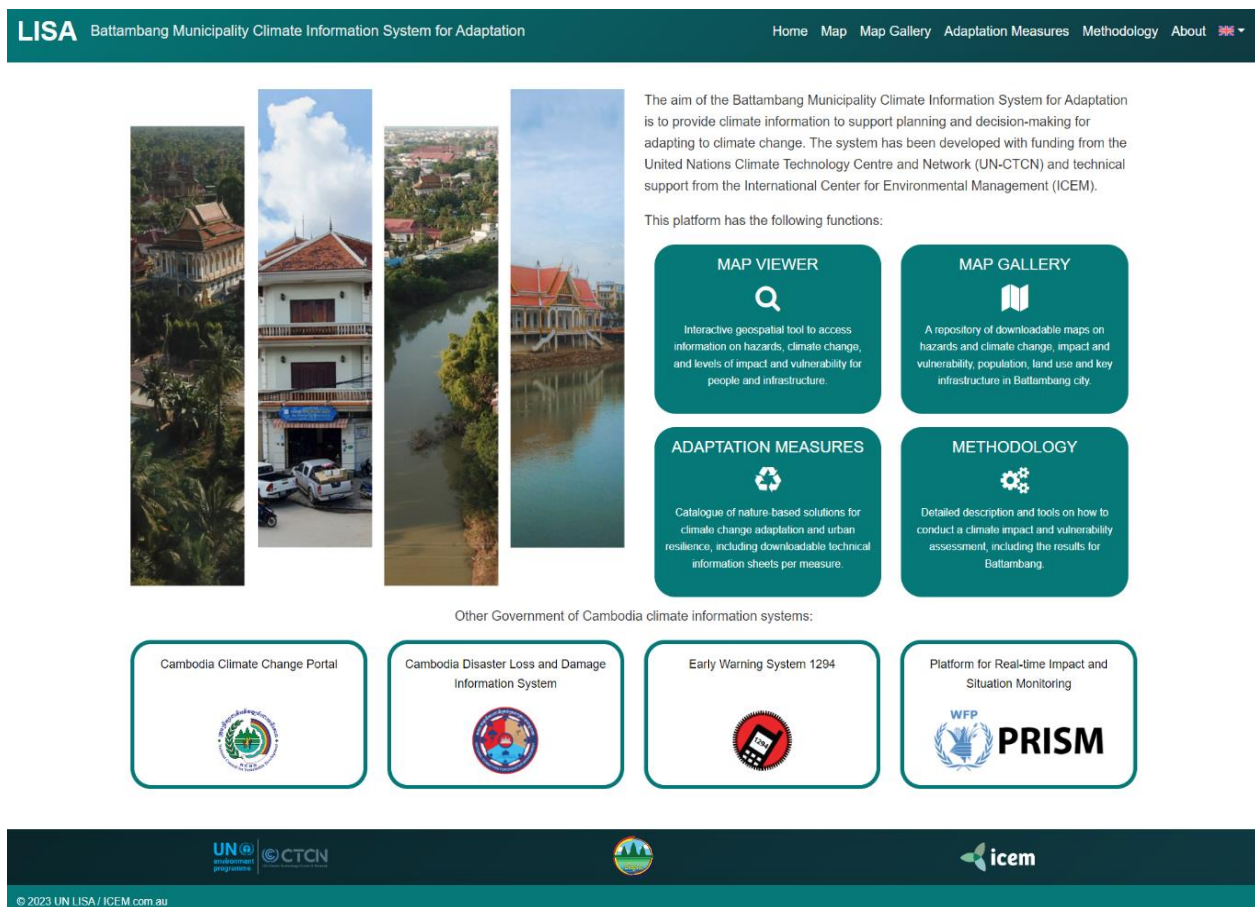 LISA Battambang Municipality Climate Information System for Adaptation
Home Map Map Gallery Adaptation Measures Methodology About
The aim of the Battambang Municipality Climate Information System for Adaptation
is to provide climate information to support planning and decision-making for
adapting to climate change. The system has been developed with funding from the
United Nations Climate Technology Centre and Network (UN-CTCN) and technical
support from the International Center for Environmental Management (ICEM).
This platform has the following functions:
MAP VIEWER
Interactive geospatial tool to access
information on hazards, climate change,
and levels of impact and vulnerability for
people and infrastructure.
MAP GALLERY
A repository of downloadable maps on
hazards and climate change, impact and
vulnerability, population, land use and key
infrastructure in Battambang city.
ADAPTATION MEASURES
Catalogue of nature-based solutions for
climate change adaptation and urban
resilience, including downloadable technical
information sheets per measure.
METHODOLOGY
Detailed description and tools on how to
conduct a climate impact and vulnerability
assessment, including the results for
Battambang.
Other Government of Cambodia climate information systems:
Cambodia Climate Change Portal
Cambodia Disaster Loss and Damage
Information System
Early Warning System 1294
1294
Platform for Real-time Impact and
Situation Monitoring
WFP
PRISM
UN
environment
programme
CTCN
icem
© 2023 UN LISA / ICEM.com.au